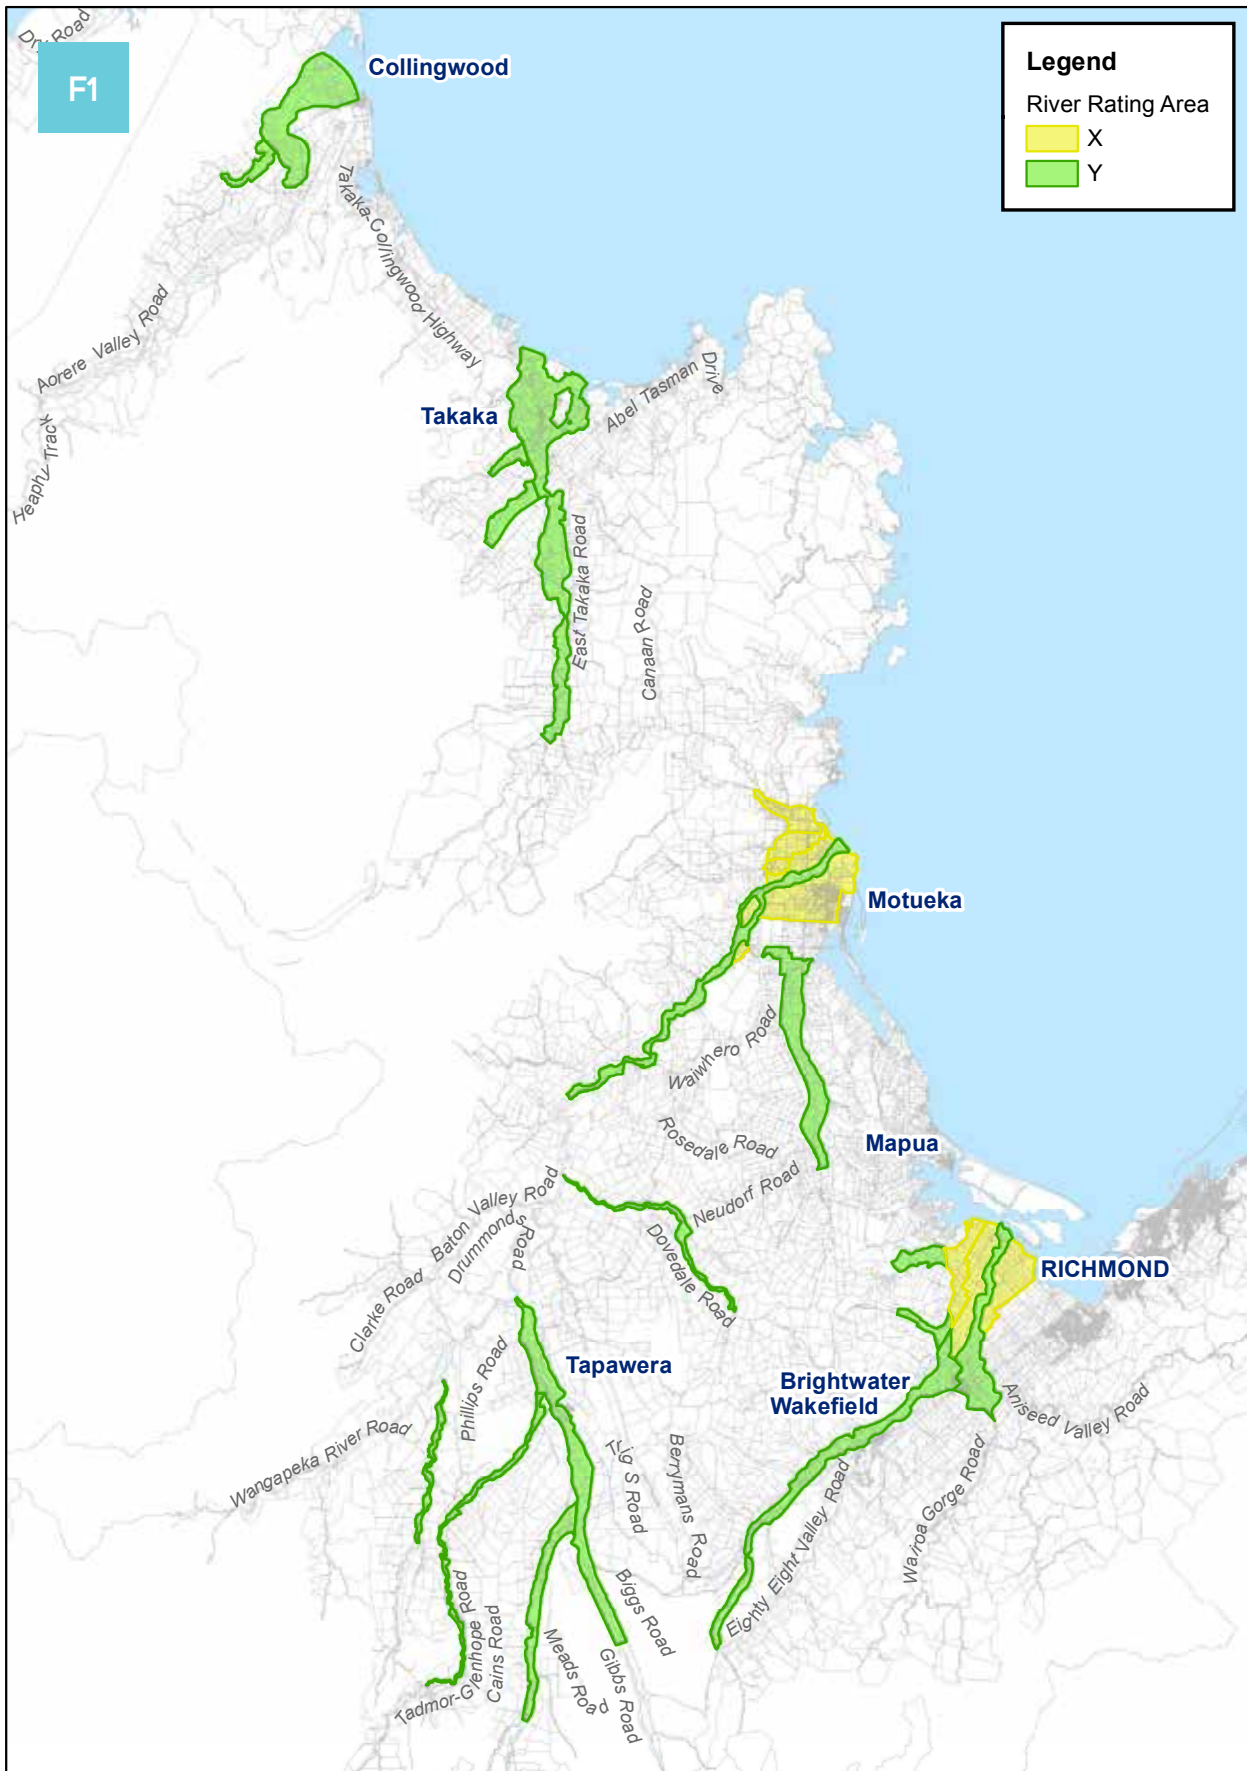 Dry Road
F1
Collingwood
Legend
River Rating Area
X
Y
Takaka-Collingwood Highway
Aorere Valley Road
Heaphy Track
Takaka
Abel Tasman Drive
East Takaka Road
Canaan Road
Motueka
Waiwhero Road
Rosedale Road
Mapua
Neudorf Road
Baton Valley Road
Drummonds Road
Clarke Road
Dovedale Road
RICHMOND
Tapawera
Phillips Road
Brightwater
Wakefield
Aniseed Valley Road
Wangapeka River Road
Berrymans Road
Eighty Eight Valley Road
Wairoa Gorge Road
Biggs Road
Tadmor-Glenhope Road
Cains Road
Meads Road
Gibbs Road